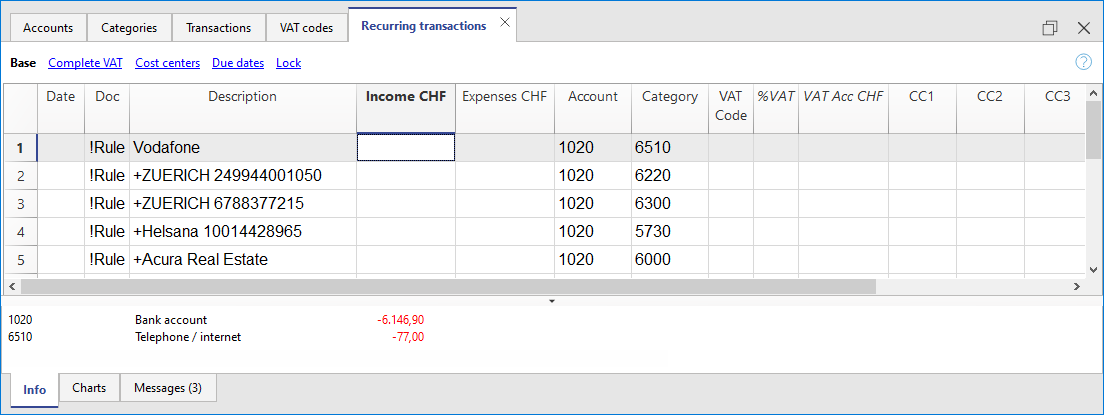 Accounts Categories Transactions VAT codes Recurring transactions
Base Complete VAT Cost centers Due dates Lock ?
Date Doc Description Income CHF Expenses CHF Account Category VAT Code %VAT VAT Acc CHF CC1 CC2 CC3
1 !Rule Vodafone 1020 6510
2 !Rule +ZUERICH 249944001050 1020 6220
3 !Rule +ZUERICH 6788377215 1020 6300
4 !Rule +Helsana 10014428965 1020 5730
5 !Rule +Acura Real Estate 1020 6000
1020 Bank account -6.146,90
6510 Telephone / internet -77,00
Info Charts Messages (3)